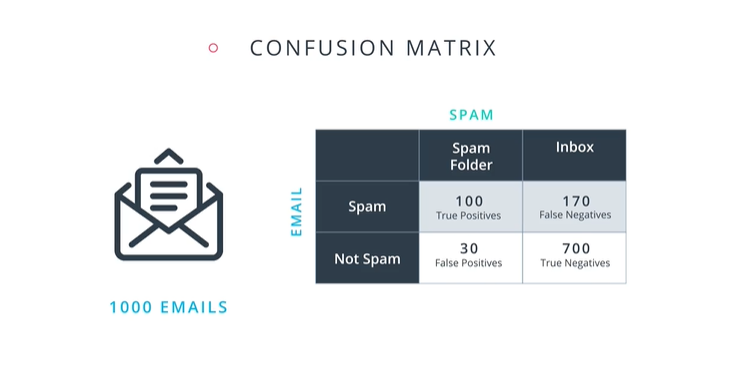 CONFUSION MATRIX
SPAM
Spam
Folder
Inbox
EMAIL
Spam
100
True Positives
170
False Negatives
Not Spam
30
False Positives
700
True Negatives
1000 EMAILS